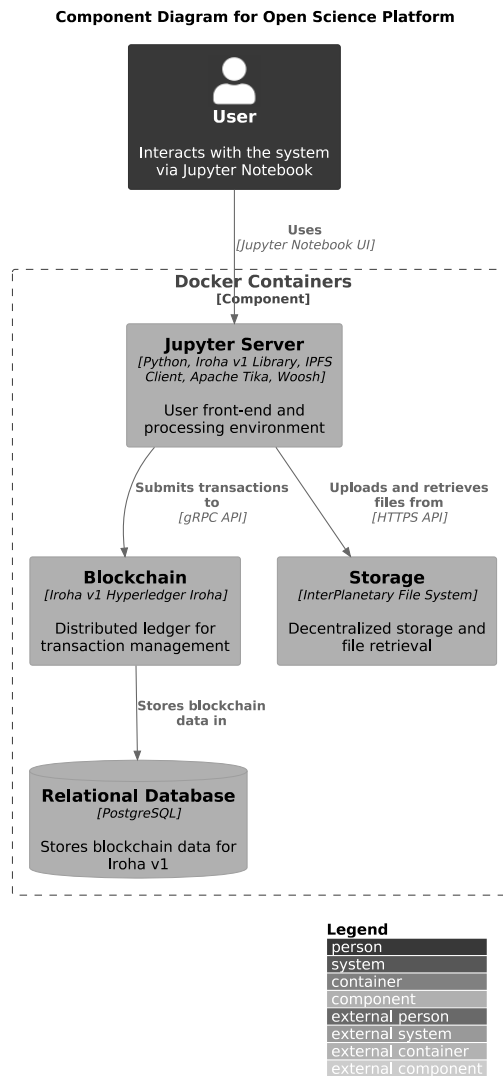 Component Diagram for Open Science Platform
User
Interacts with the system
via Jupyter Notebook
Uses
[Jupyter Notebook UI]
Docker Containers
[Component]
Jupyter Server
[Python, Iroha v1 Library, IPFS
Client, Apache Tika, Woosh]
User front-end and
processing environment
Submits transactions
to
[gRPC API]
Uploads and retrieves
files from
[HTTPS API]
Blockchain
[Iroha v1 Hyperledger Iroha]
Distributed ledger for
transaction management
Storage
[InterPlanetary File System]
Decentralized storage and
file retrieval
Stores blockchain
data in
Relational Database
[PostgreSQL]
Stores blockchain data for
Iroha v1
Legend
person
system
container
component
external person
external system
external container
external component